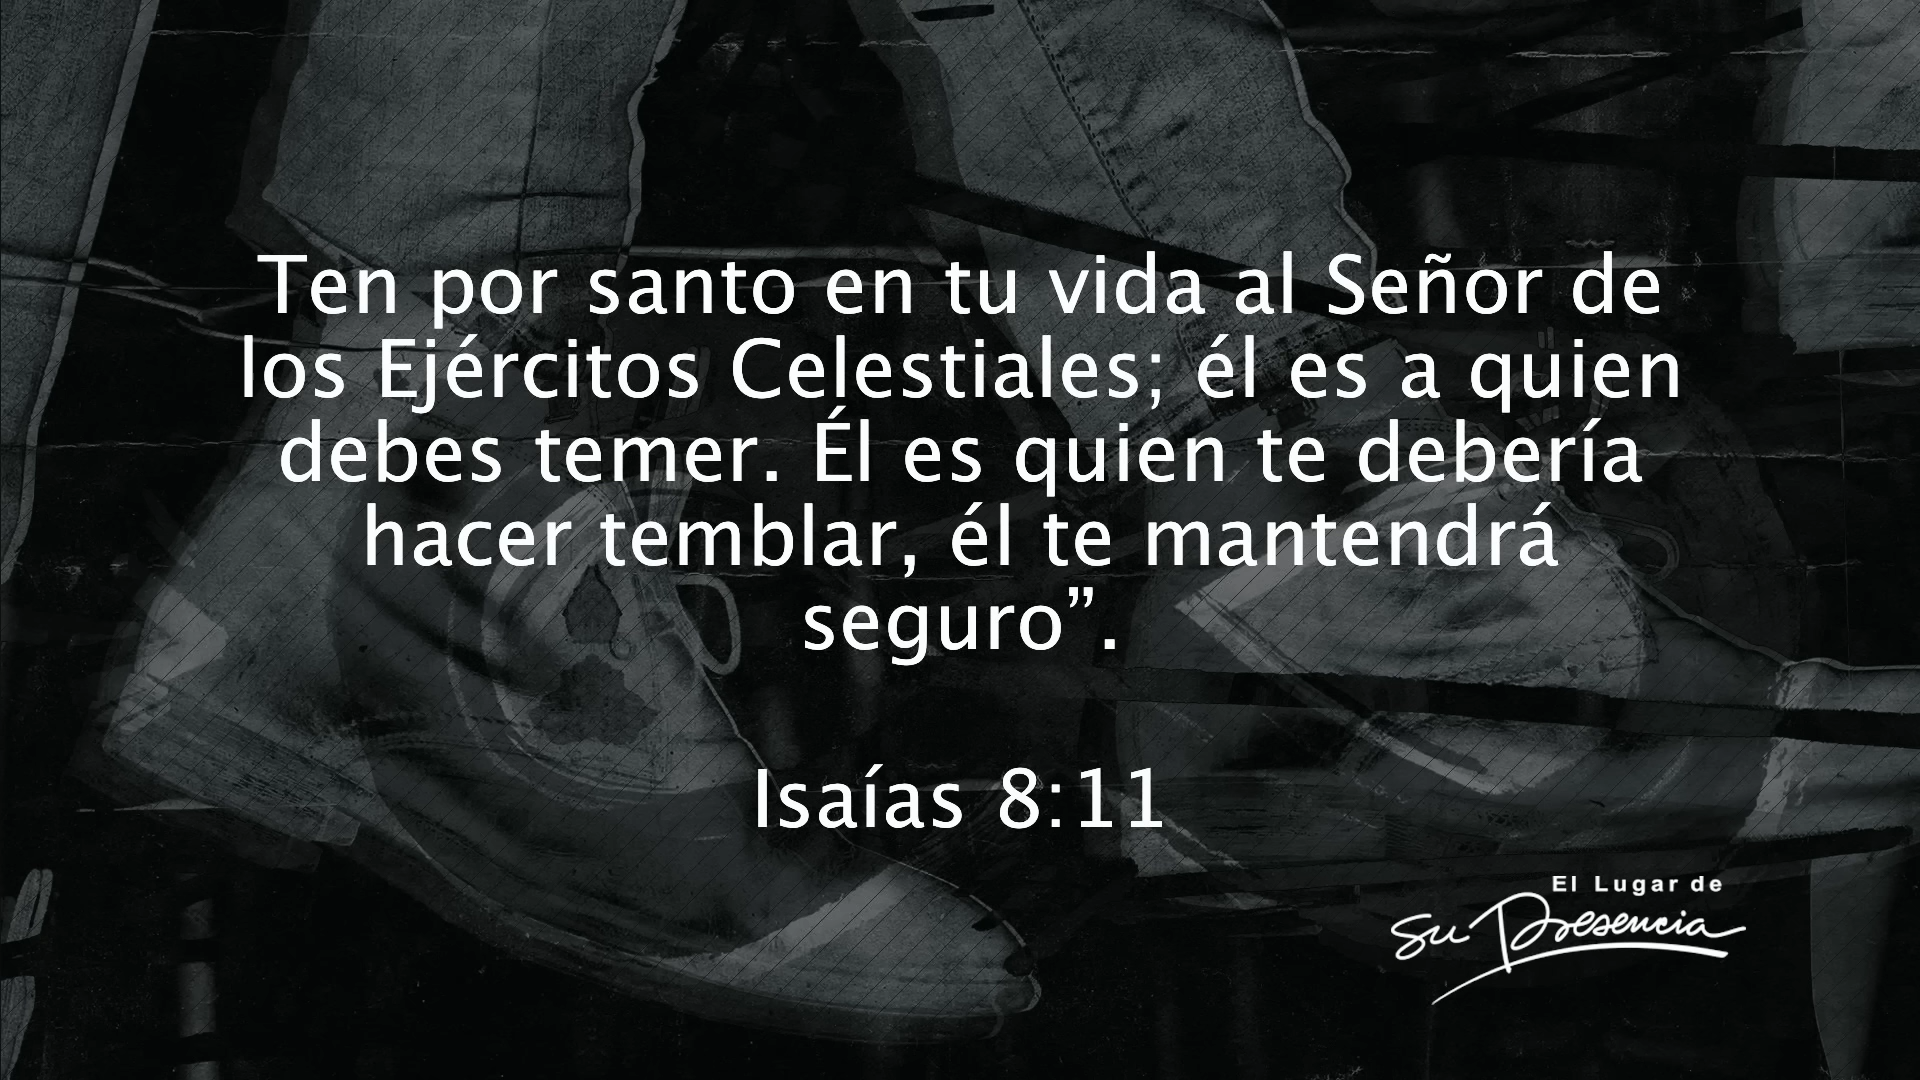 Ten por santo en tu vida al Señor de
los Ejércitos Celestiales; él es a quien
debes temer. Él es quien te debería
hacer temblar, él te mantendrá
seguro”.
Isaías 8:11
El Lugar de
Su Presencia